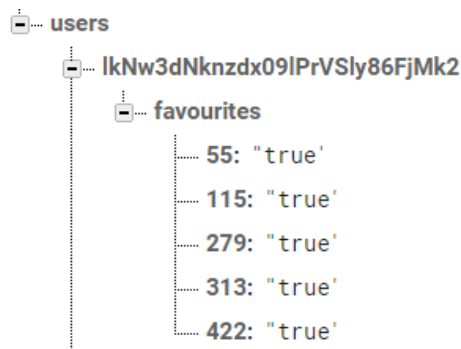 users
lkNw3dNknzdx09lPrVSly86FjMk2
favourites
55: "true'
115: "true'
279: "true'
313: "true'
422: "true'